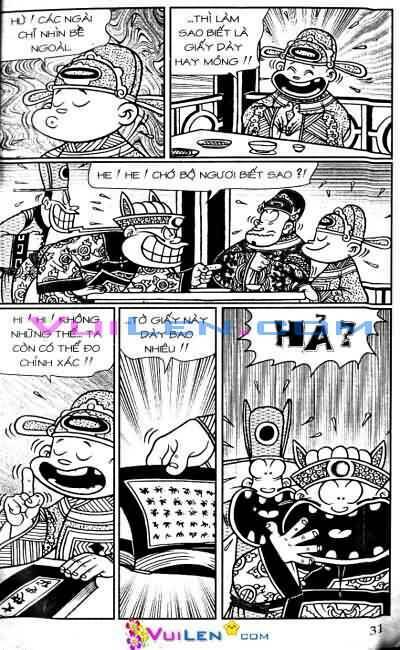 HỪ! CÁC NGÀI
CHỈ NHÌN BỀ
NGOÀI..
..THÌ LÀM
SAO BIẾT LÀ
GIẤY DÀY
HAY MỎNG!!
HE! HE! CHỚ BỘ NGƯƠI BIẾT SAO?!
HI! HI! KHÔNG
NHỮNG THẾ, TA
CÒN CÓ THỂ ĐO
CHÍNH XÁC!!
TỜ GIẤY NÀY
DÀY BAO
NHIÊU!!
HẢ?
VUILEN.COM
31
VUILEN.COM